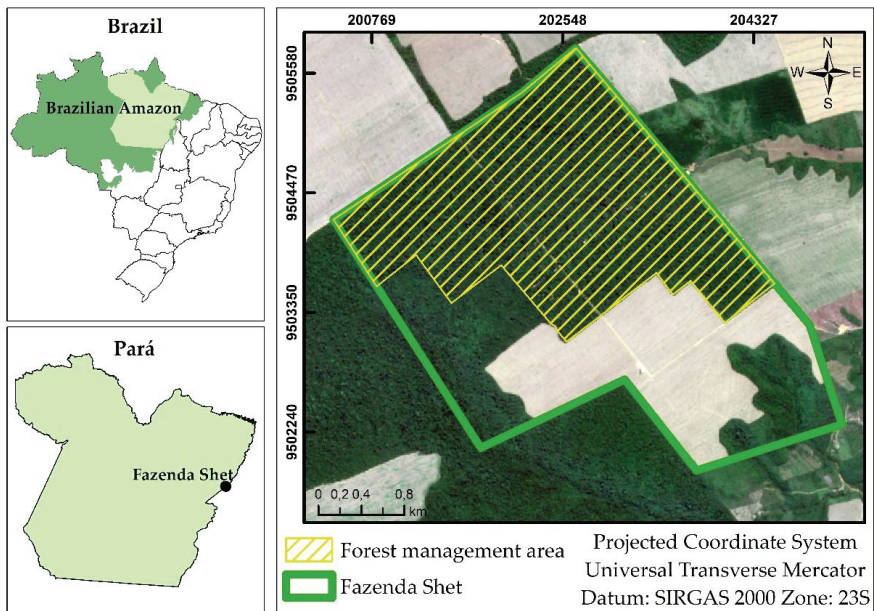 Brazil
Brazilian Amazon
Pará
Fazenda Shet
200769 202548 204327
9505580
9504470
9503350
9502240
N
W E
S
0 0,2 0,4 0,8
km
Forest management area
Fazenda Shet
Projected Coordinate System
Universal Transverse Mercator
Datum: SIRGAS 2000 Zone: 23S